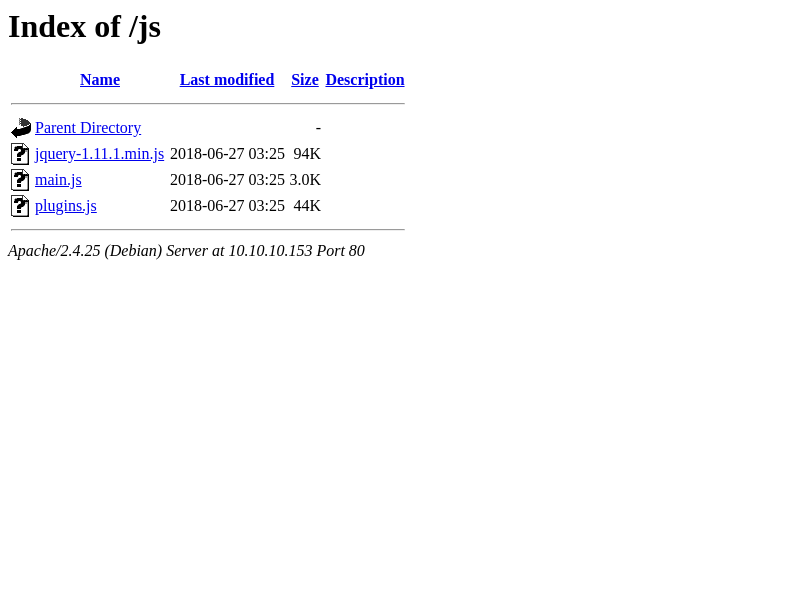 Index of /js
Name Last modified Size Description
Parent Directory -
jquery-1.11.1.min.js 2018-06-27 03:25 94K
main.js 2018-06-27 03:25 3.0K
plugins.js 2018-06-27 03:25 44K
Apache/2.4.25 (Debian) Server at 10.10.10.153 Port 80